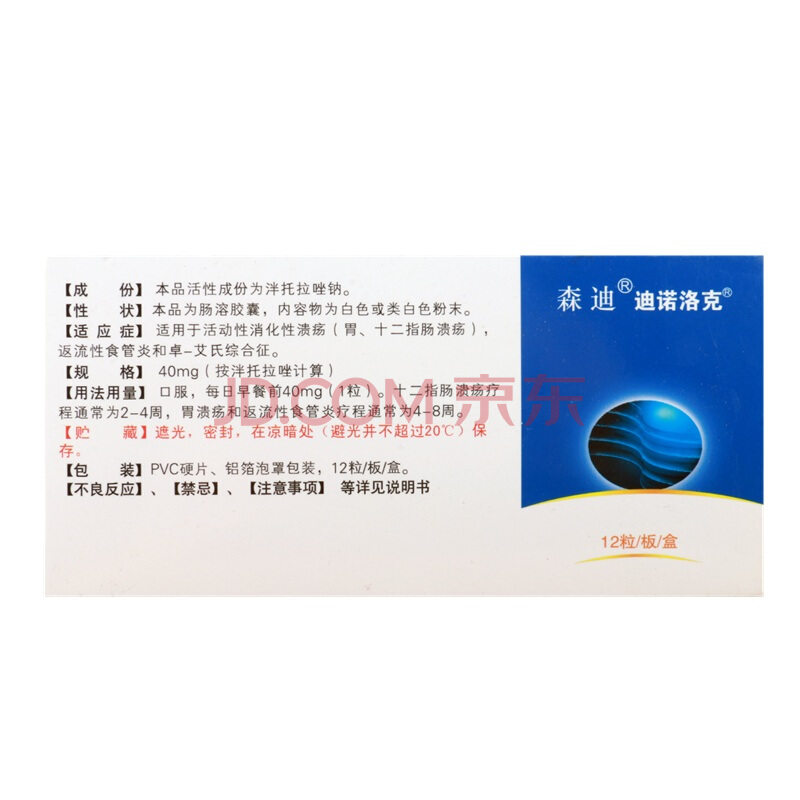 【成　份】本品活性成份为泮托拉唑钠。
【性　状】本品为肠溶胶囊，内容物为白色或类白色粉末。
【适应症】适用于活动性消化性溃疡（胃、十二指肠溃疡），
返流性食管炎和卓-艾氏综合征。
【规　格】40mg（按泮托拉唑计算）
【用法用量】口服，每日早餐前40mg（1粒）。十二指肠溃疡疗
程通常为2-4周，胃溃疡和返流性食管炎疗程通常为4-8周。
【贮　藏】遮光，密封，在凉暗处（避光并不超过20℃）保
存。
【包　装】PVC硬片、铝箔泡罩包装，12粒/板/盒。
【不良反应】、【禁忌】、【注意事项】 等详见说明书
森迪® 迪诺洛克®
12粒/板/盒
JD.COM 京东